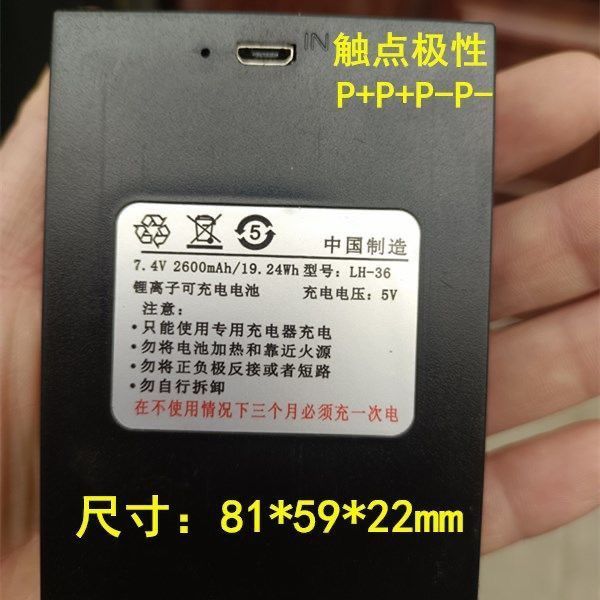 IN
触点极性
P+P+P-P-
5
中国制造
7.4V 2600mAh/19.24Wh 型号: LH-36
锂离子可充电电池 充电电压: 5V
注意:
•只能使用专用充电器充电
•勿将电池加热和靠近火源
•勿将正负极反接或者短路
•勿自行拆卸
在不使用情况下三个月必须充一次电
尺寸: 81*59*22mm